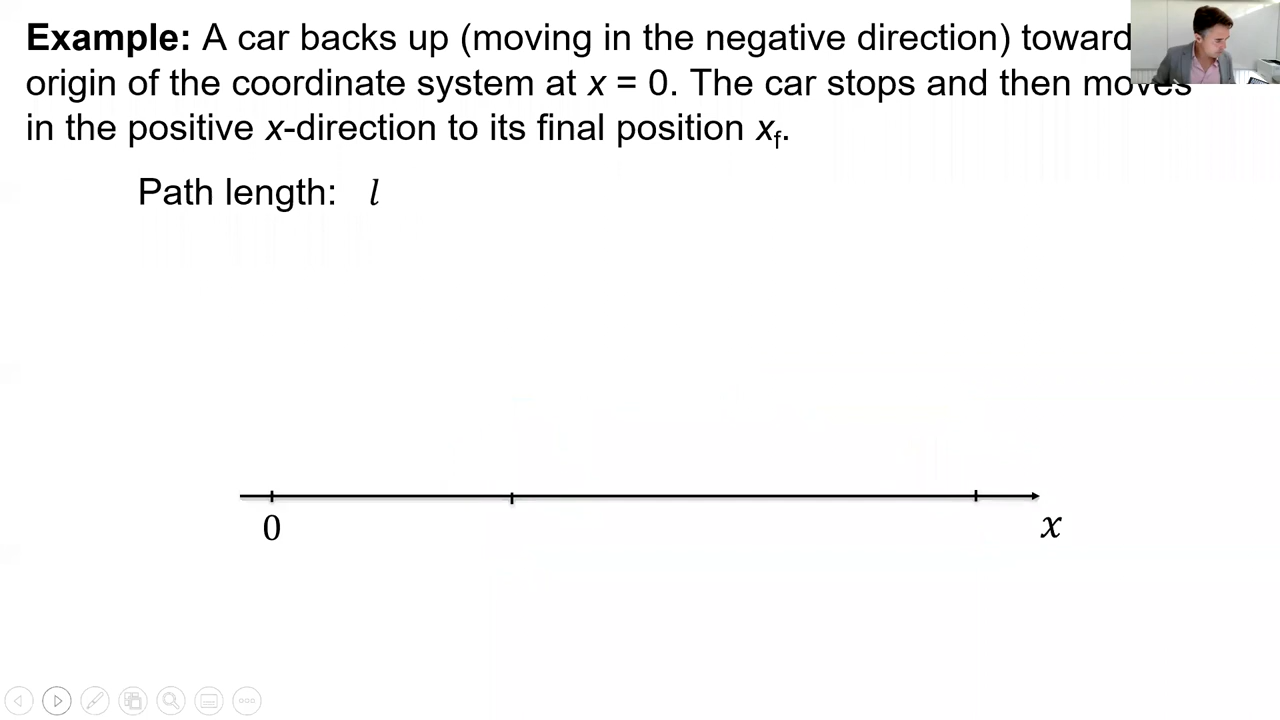 Example: A car backs up (moving in the negative direction) toward
origin of the coordinate system at x = 0. The car stops and then moves
in the positive x-direction to its final position xf.
Path length: l
0
x